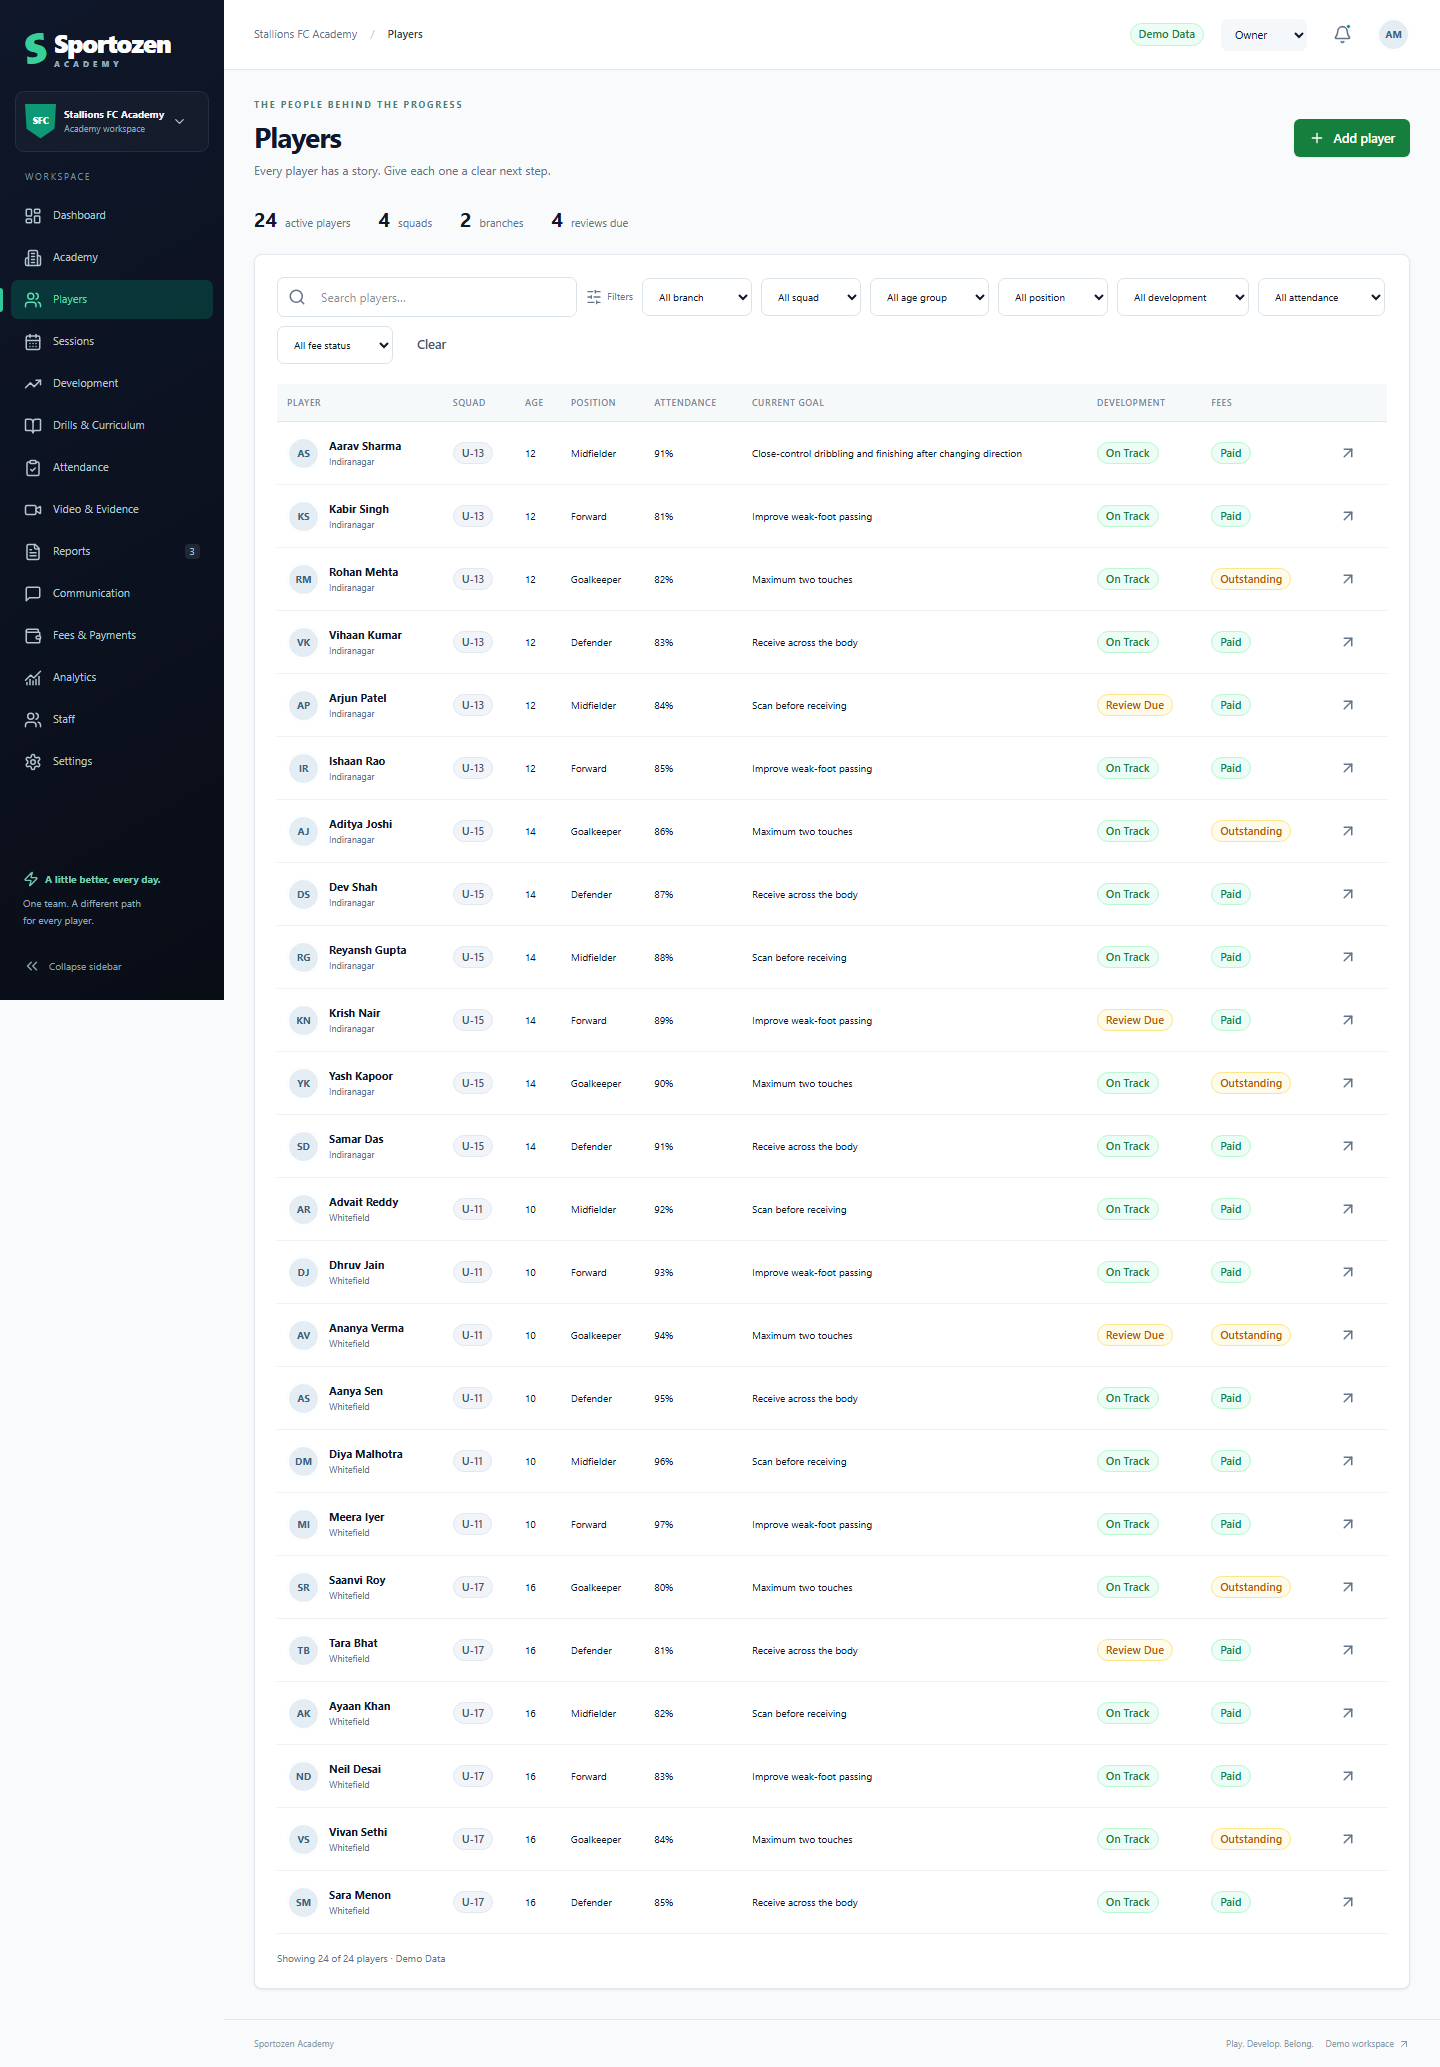 Sportozen
ACADEMY
SFC
Stallions FC Academy
Academy workspace
WORKSPACE
Dashboard
Academy
Players
Sessions
Development
Drills & Curriculum
Attendance
Video & Evidence
Reports 3
Communication
Fees & Payments
Analytics
Staff
Settings
A little better, every day.
One team. A different path
for every player.
Collapse sidebar
Stallions FC Academy / Players
Demo Data Owner AM
THE PEOPLE BEHIND THE PROGRESS
Players
Every player has a story. Give each one a clear next step.
+ Add player
24 active players 4 squads 2 branches 4 reviews due
Search players... Filters All branch All squad All age group All position All development All attendance
All fee status Clear
PLAYER SQUAD AGE POSITION ATTENDANCE CURRENT GOAL DEVELOPMENT FEES
AS Aarav Sharma U-13 12 Midfielder 91% Close-control dribbling and finishing after changing direction On Track Paid
Indiranagar
KS Kabir Singh U-13 12 Forward 81% Improve weak-foot passing On Track Paid
Indiranagar
RM Rohan Mehta U-13 12 Goalkeeper 82% Maximum two touches On Track Outstanding
Indiranagar
VK Vihaan Kumar U-13 12 Defender 83% Receive across the body On Track Paid
Indiranagar
AP Arjun Patel U-13 12 Midfielder 84% Scan before receiving Review Due Paid
Indiranagar
IR Ishaan Rao U-13 12 Forward 85% Improve weak-foot passing On Track Paid
Indiranagar
AJ Aditya Joshi U-15 14 Goalkeeper 86% Maximum two touches On Track Outstanding
Indiranagar
DS Dev Shah U-15 14 Defender 87% Receive across the body On Track Paid
Indiranagar
RG Reyansh Gupta U-15 14 Midfielder 88% Scan before receiving On Track Paid
Indiranagar
KN Krish Nair U-15 14 Forward 89% Improve weak-foot passing Review Due Paid
Indiranagar
YK Yash Kapoor U-15 14 Goalkeeper 90% Maximum two touches On Track Outstanding
Indiranagar
SD Samar Das U-15 14 Defender 91% Receive across the body On Track Paid
Indiranagar
AR Advait Reddy U-11 10 Midfielder 92% Scan before receiving On Track Paid
Whitefield
DJ Dhruv Jain U-11 10 Forward 93% Improve weak-foot passing On Track Paid
Whitefield
AV Ananya Verma U-11 10 Goalkeeper 94% Maximum two touches Review Due Outstanding
Whitefield
AS Aanya Sen U-11 10 Defender 95% Receive across the body On Track Paid
Whitefield
DM Diya Malhotra U-11 10 Midfielder 96% Scan before receiving On Track Paid
Whitefield
MI Meera Iyer U-11 10 Forward 97% Improve weak-foot passing On Track Paid
Whitefield
SR Saanvi Roy U-17 16 Goalkeeper 80% Maximum two touches On Track Outstanding
Whitefield
TB Tara Bhat U-17 16 Defender 81% Receive across the body Review Due Paid
Whitefield
AK Ayaan Khan U-17 16 Midfielder 82% Scan before receiving On Track Paid
Whitefield
ND Neil Desai U-17 16 Forward 83% Improve weak-foot passing On Track Paid
Whitefield
VS Vivan Sethi U-17 16 Goalkeeper 84% Maximum two touches On Track Outstanding
Whitefield
SM Sara Menon U-17 16 Defender 85% Receive across the body On Track Paid
Whitefield
Showing 24 of 24 players · Demo Data
Sportozen Academy Play. Develop. Belong. Demo workspace